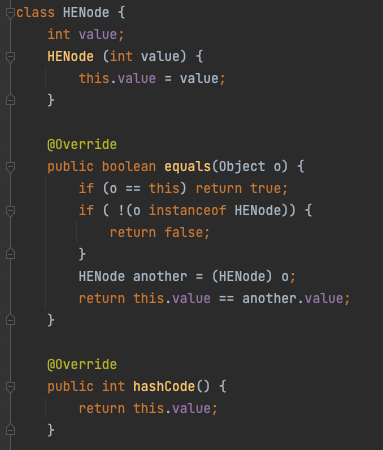 class HENode {
    int value;
    HENode (int value) {
        this.value = value;
    }

    @Override
    public boolean equals(Object o) {
        if (o == this) return true;
        if ( !(o instanceof HENode)) {
            return false;
        }
        HENode another = (HENode) o;
        return this.value == another.value;
    }

    @Override
    public int hashCode() {
        return this.value;
    }